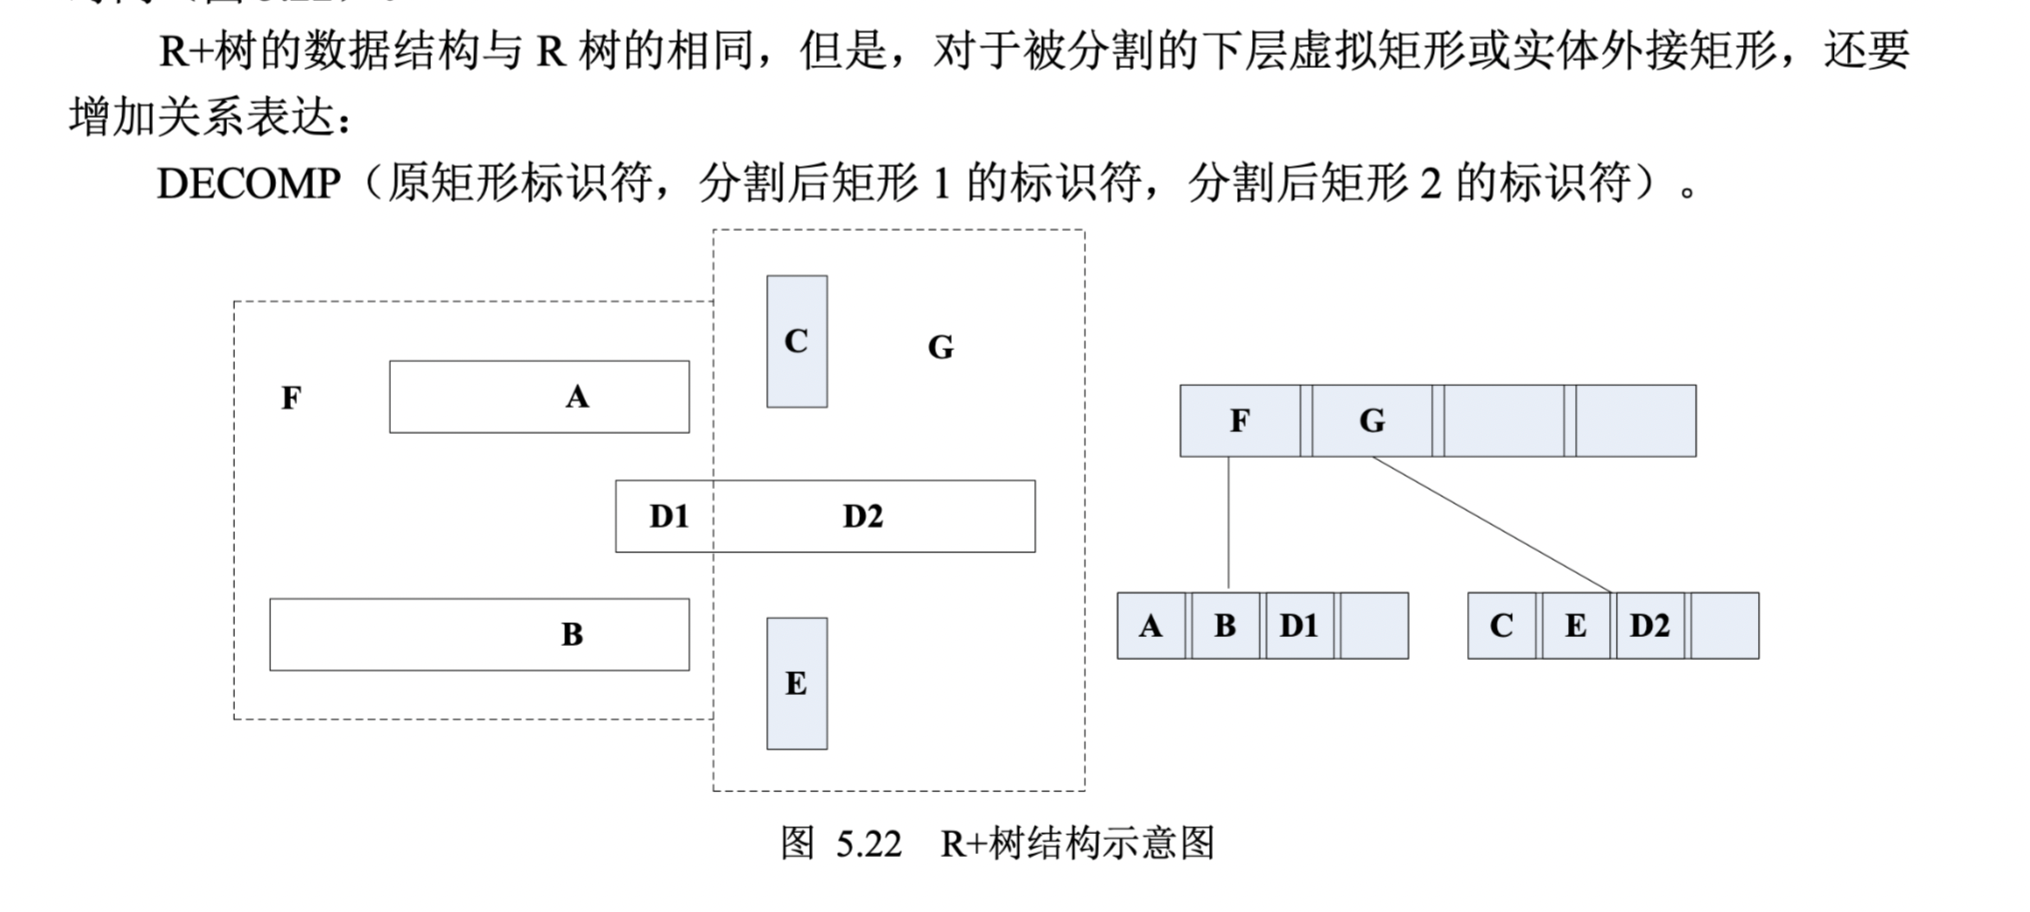 R+树的数据结构与 R 树的相同，但是，对于被分割的下层虚拟矩形或实体外接矩形，还要
增加关系表达：
DECOMP（原矩形标识符，分割后矩形 1 的标识符，分割后矩形 2 的标识符）。
C
G
F
A
F G
D1 D2
A B D1
C E D2
B
E
图 5.22 R+树结构示意图